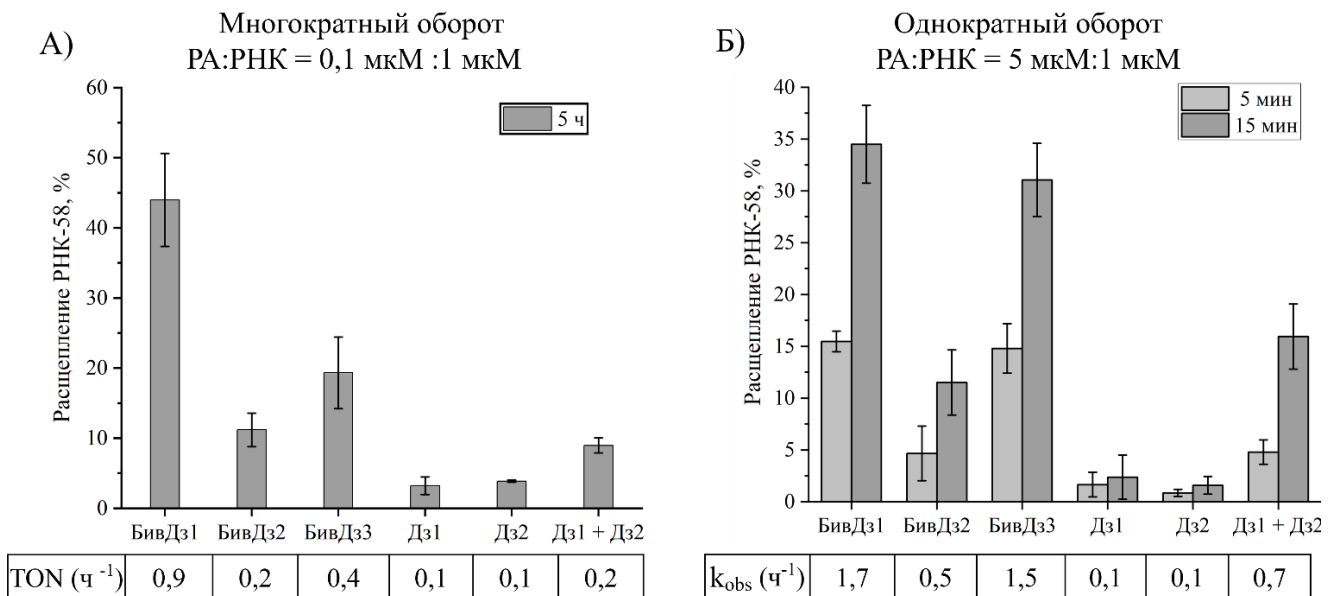 А)
Многократный оборот
РА:РНК = 0,1 мкМ :1 мкМ
Расщепление РНК-58, %
60
50
40
30
20
10
0
5 ч
БивДз1 БивДз2 БивДз3 Дз1 Дз2 Дз1 + Дз2
TON (ч -1) 0,9 0,2 0,4 0,1 0,1 0,2
Б)
Однократный оборот
РА:РНК = 5 мкМ:1 мкМ
Расщепление РНК-58, %
40
35
30
25
20
15
10
5
0
5 мин
15 мин
БивДз1 БивДз2 БивДз3 Дз1 Дз2 Дз1 + Дз2
kobs (ч-1) 1,7 0,5 1,5 0,1 0,1 0,7